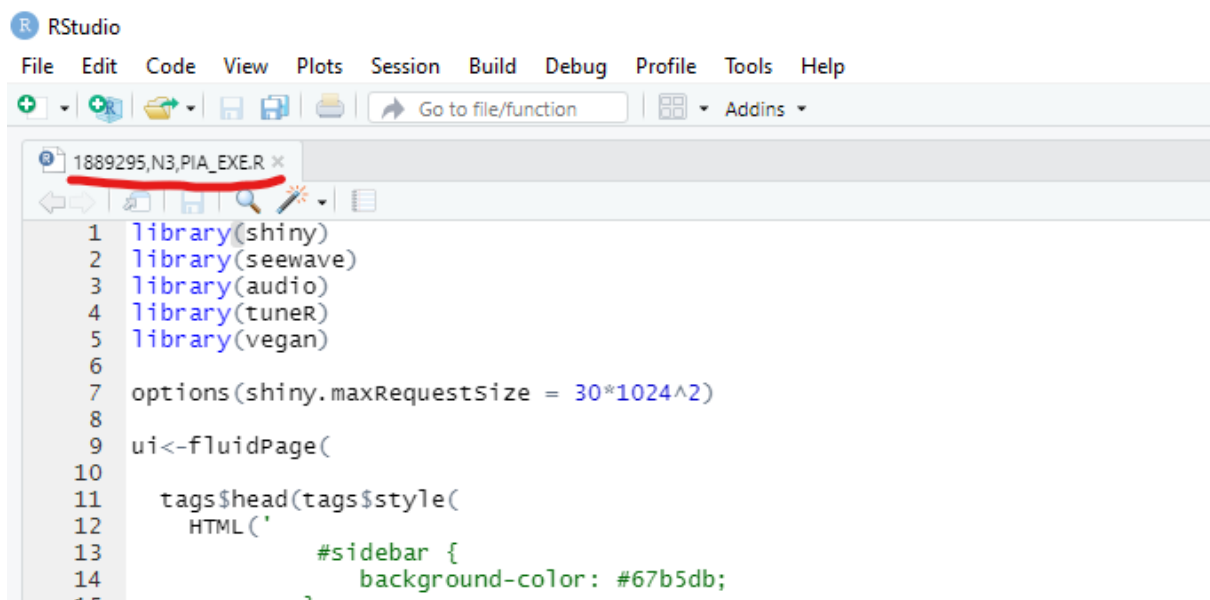 RStudio
File Edit Code View Plots Session Build Debug Profile Tools Help
Go to file/function Addins
1889295,N3,PIA_EXE.R
1 library(shiny)
2 library(seewave)
3 library(audio)
4 library(tuneR)
5 library(vegan)
6
7 options(shiny.maxRequestSize = 30*1024^2)
8
9 ui<-fluidPage(
10
11 tags$head(tags$style(
12 HTML('
13 #sidebar {
14 background-color: #67b5db;